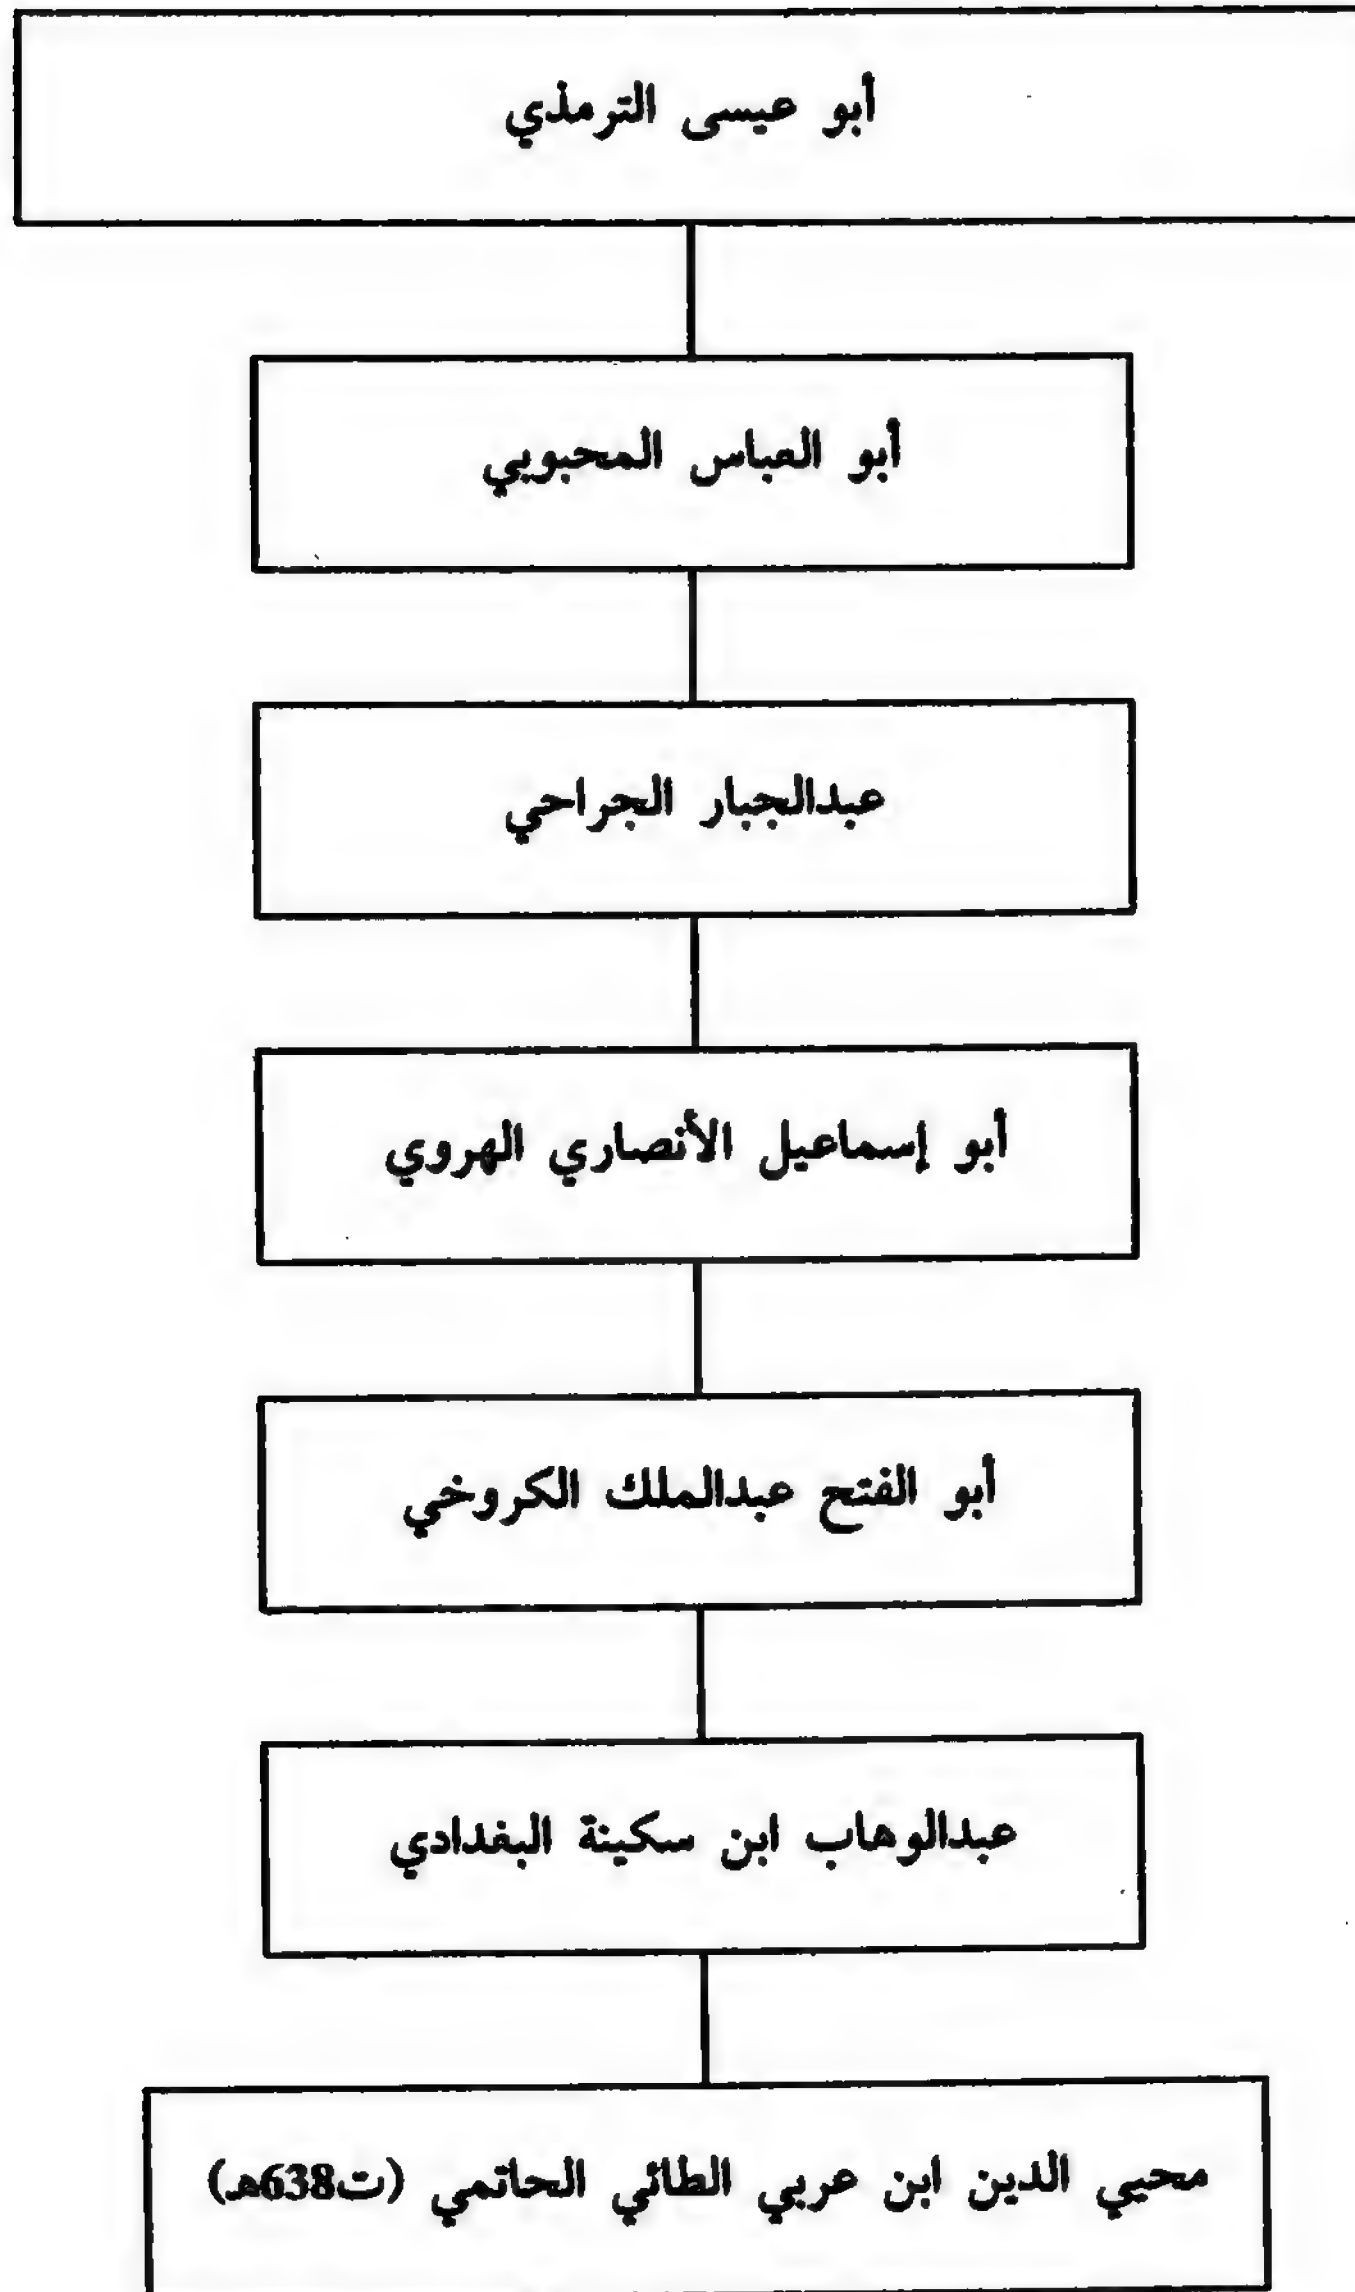 أبو عيسى الترمذي
أبو العباس المحبوبي
عبدالجبار الجراحي
أبو إسماعيل الأنصاري الهروي
أبو الفتح عبدالملك الكروخي
عبدالوهاب ابن سكينة البغدادي
محيي الدين ابن عربي الطائي الحاتمي (ت638هـ)